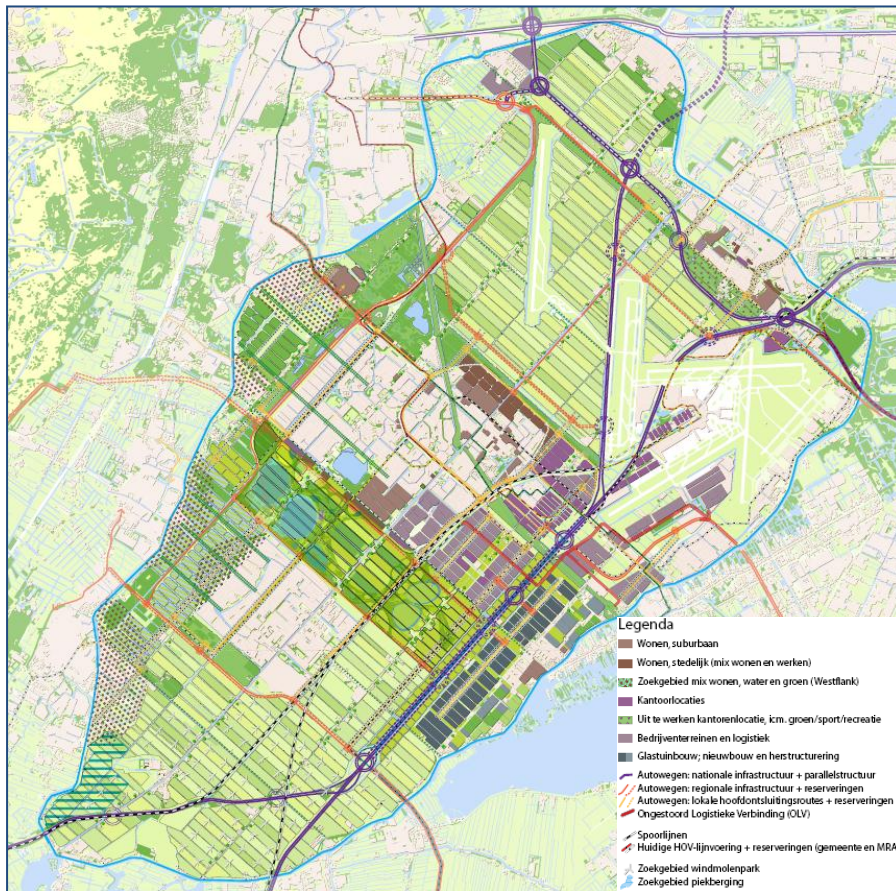 Legenda
Wonen, suburbaan
Wonen, stedelijk (mix wonen en werken)
Zoekgebied mix wonen, water en groen (Westflank)
Kantoorlocaties
Uit te werken kantorenlocatie, icm. groen/sport/recreatie
Bedrijventerreinen en logistiek
Glastuinbouw; nieuwbouw en herstructurering
Autowegen: nationale infrastructuur + parallelstructuur
Autowegen: regionale infrastructuur + reserveringen
Autowegen: lokale hoofdontsluitingsroutes + reserveringen
Ongestoord Logistieke Verbinding (OLV)
Spoorlijnen
Huidige HOV-lijnvoering + reserveringen (gemeente en MRA
Zoekgebied windmolenpark
Zoekgebied piekberging